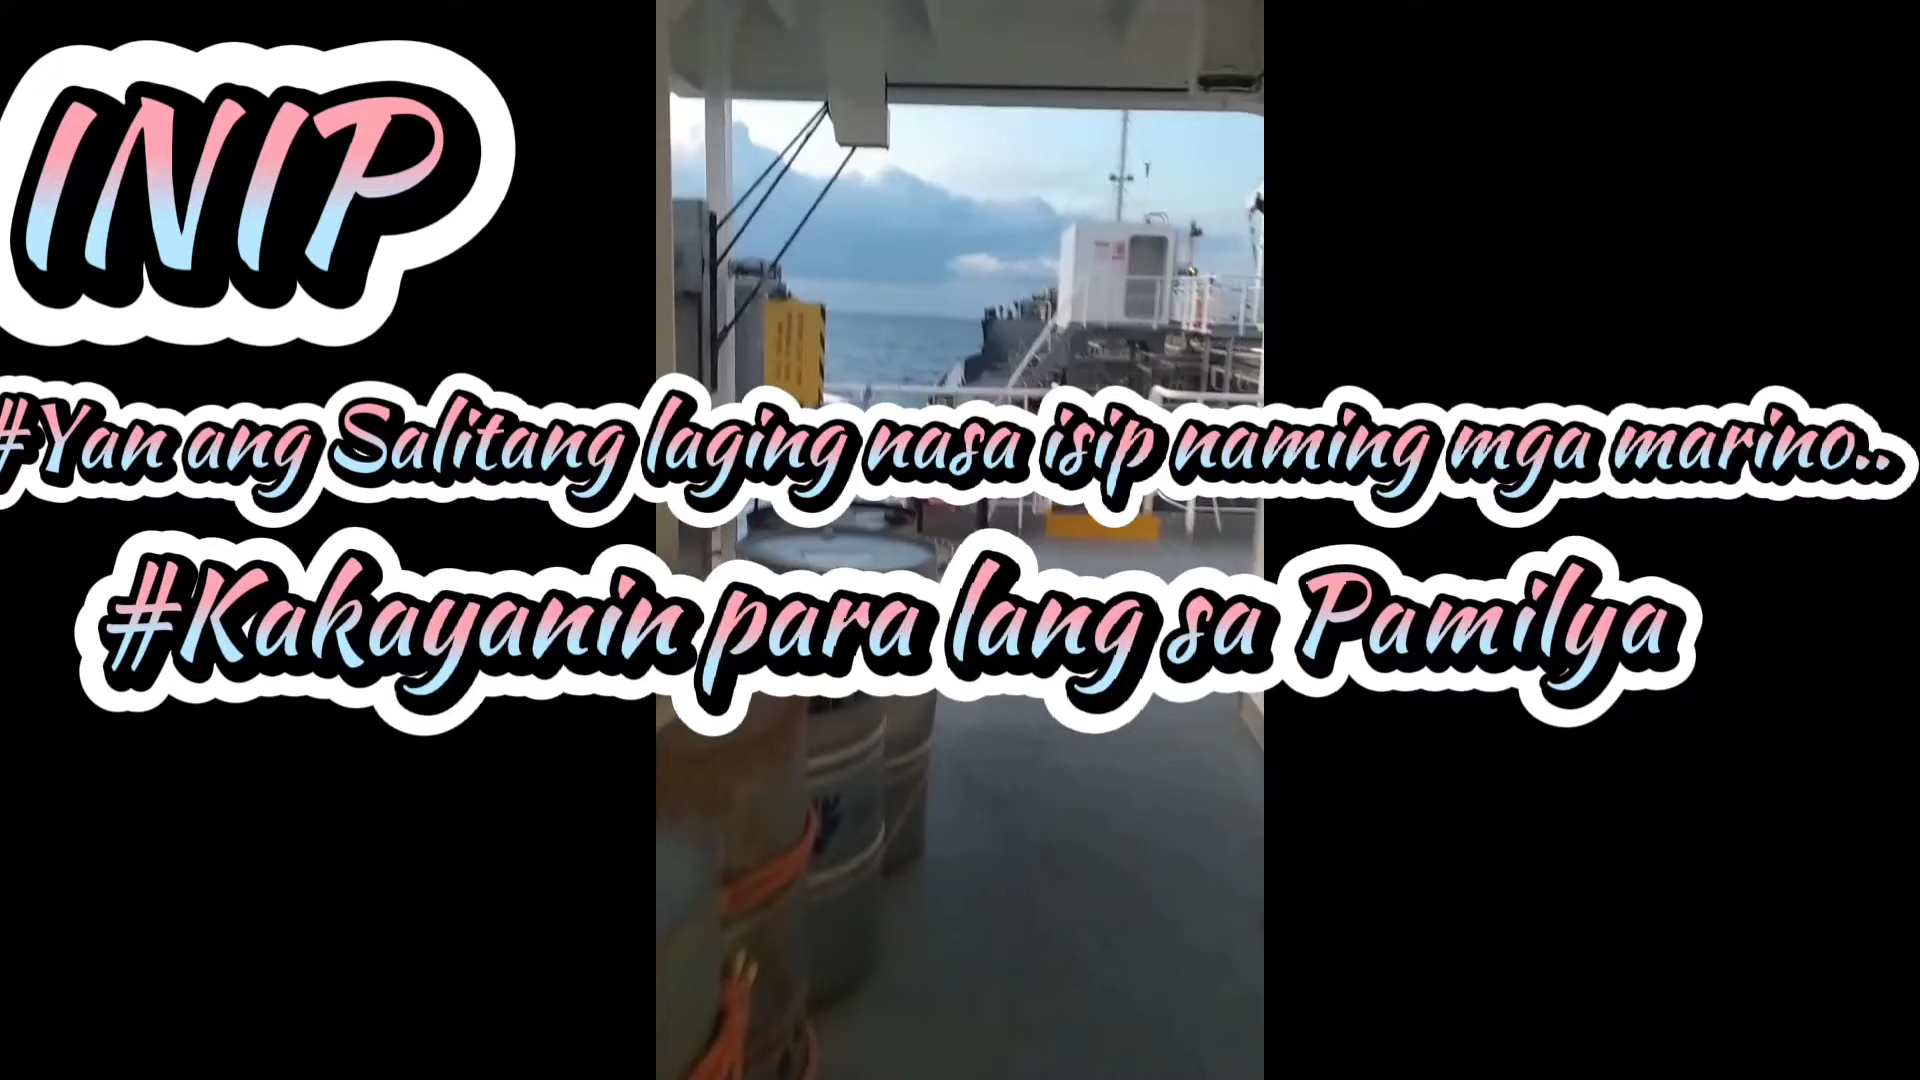 INIP
#Yan ang Salitang laging nasa isip naming mga marino..
#Kakayanin para lang sa Pamilya